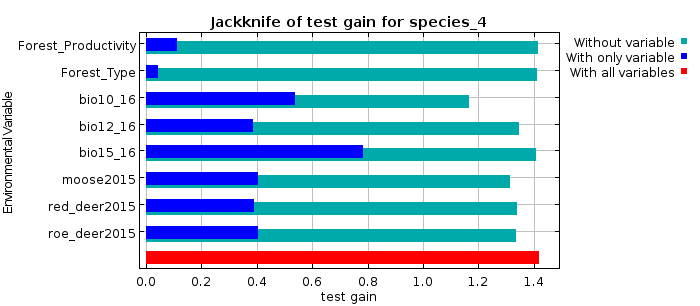 Jackknife of test gain for species_4
Without variable
With only variable
With all variables
Environmental Variable
Forest_Productivity
Forest_Type
bio10_16
bio12_16
bio15_16
moose2015
red_deer2015
roe_deer2015
0.0 0.2 0.4 0.6 0.8 1.0 1.2 1.4
test gain